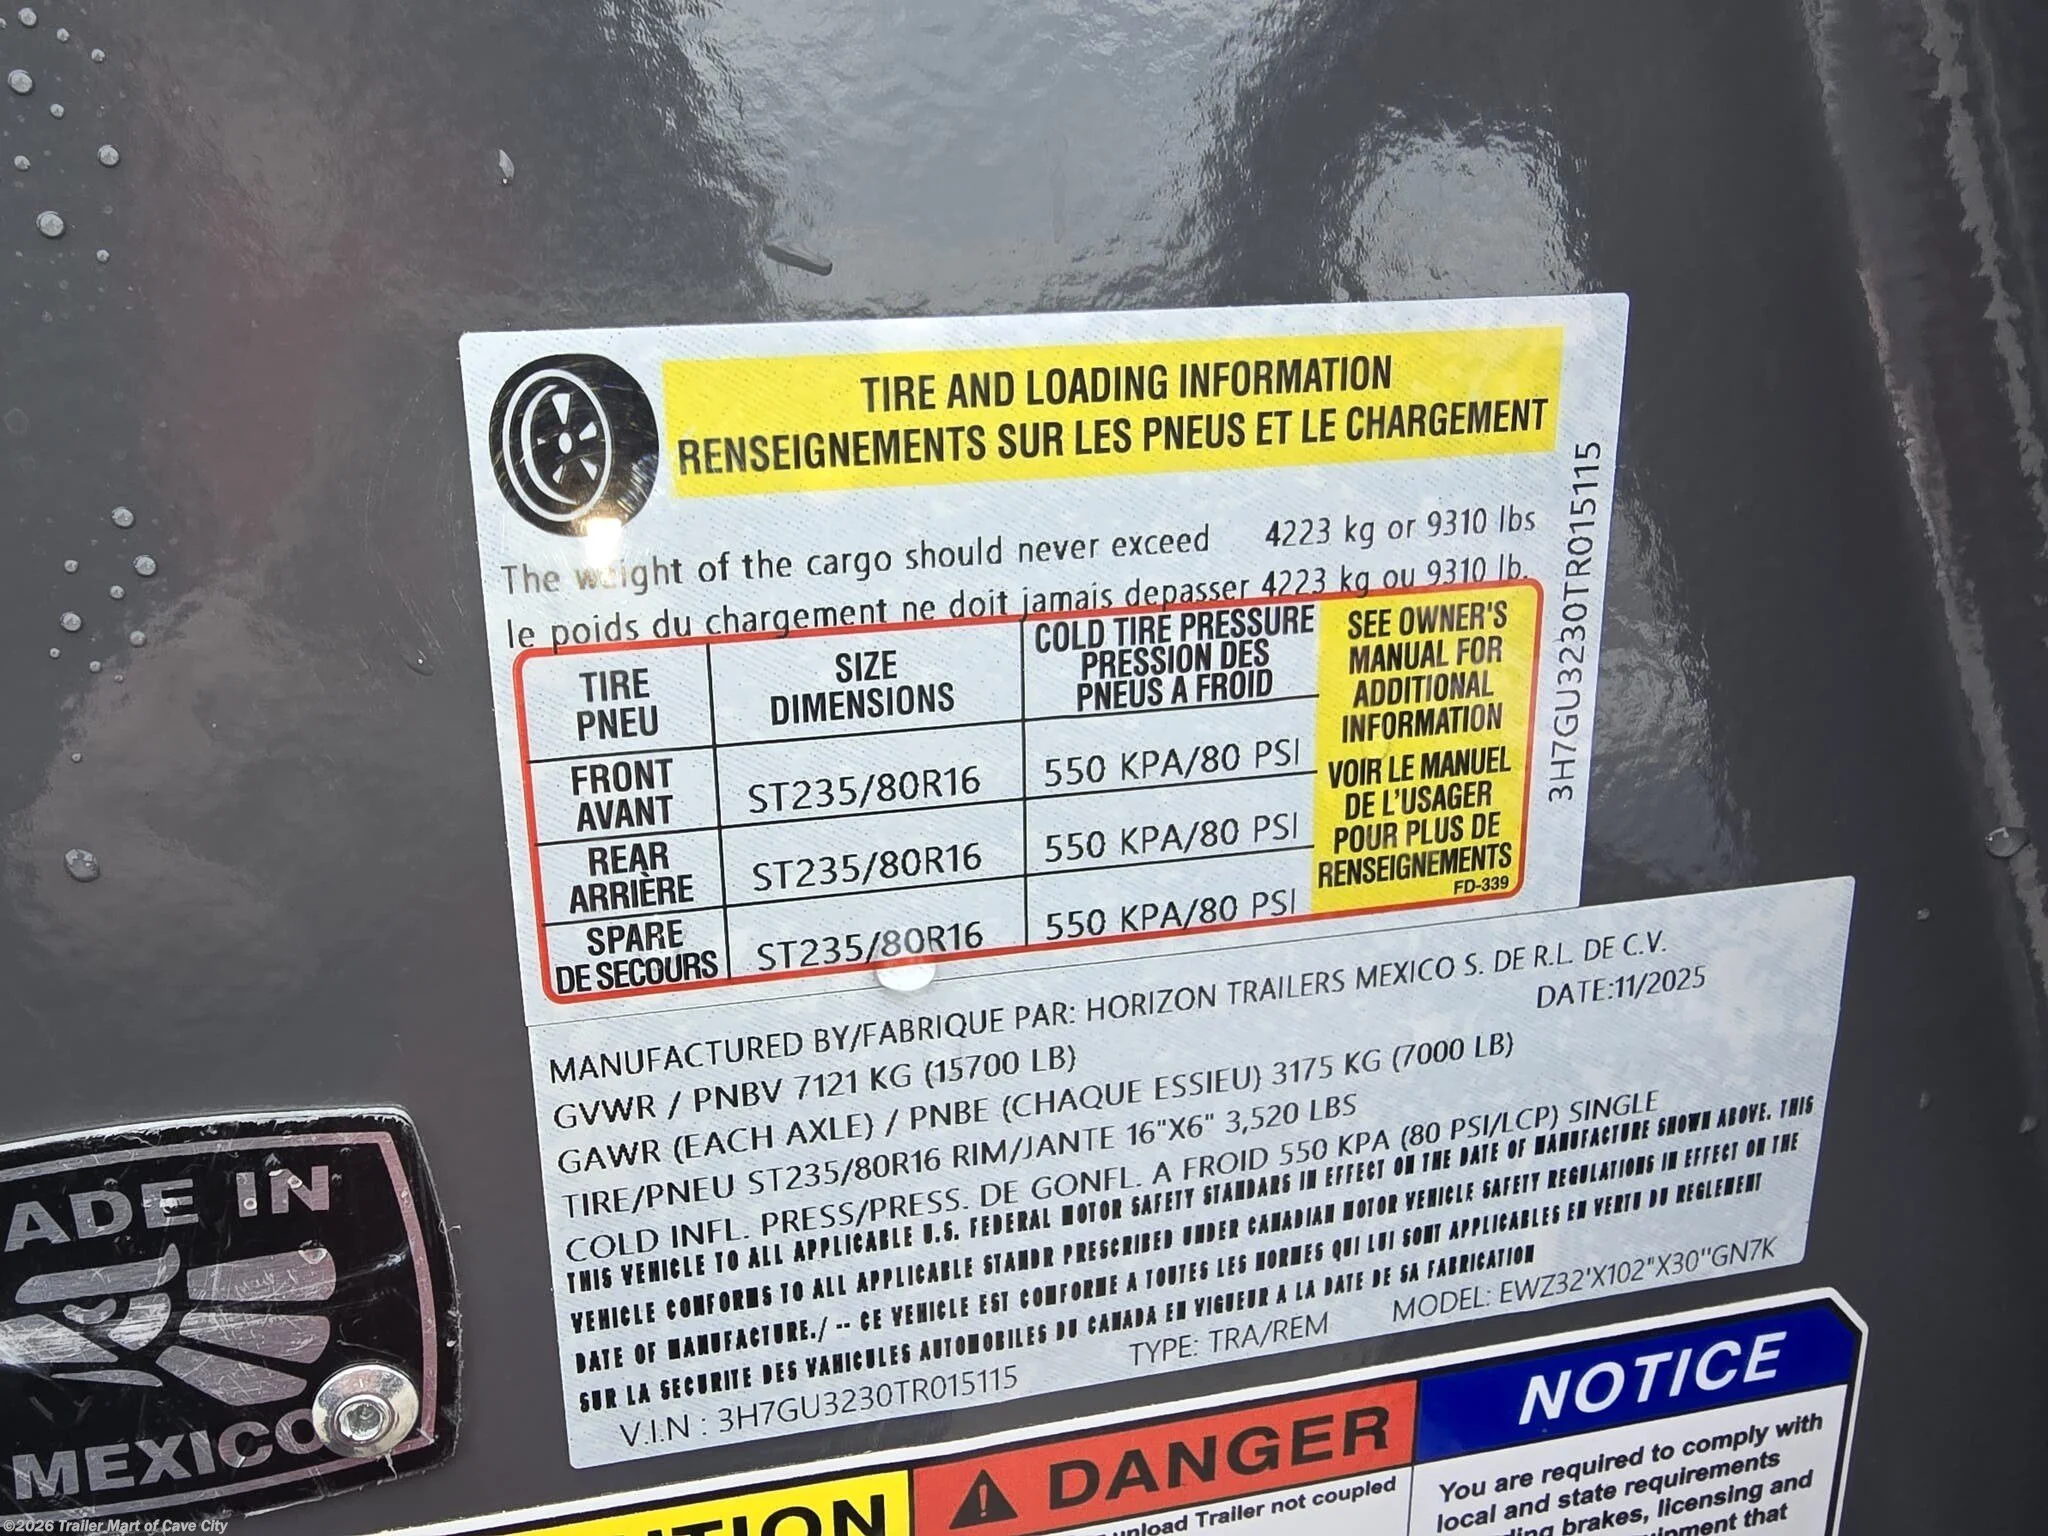 TIRE AND LOADING INFORMATION
RENSEIGNEMENTS SUR LES PNEUS ET LE CHARGEMENT
The weight of the cargo should never exceed 4223 kg or 9310 lbs
le poids du chargement ne doit jamais depasser 4223 kg ou 9310 lb.
TIRE
PNEU
SIZE
DIMENSIONS
COLD TIRE PRESSURE
PRESSION DES
PNEUS A FROID
FRONT
AVANT
ST235/80R16
550 KPA/80 PSI
REAR
ARRIÈRE
ST235/80R16
550 KPA/80 PSI
SPARE
DE SECOURS
ST235/80R16
550 KPA/80 PSI
SEE OWNER'S
MANUAL FOR
ADDITIONAL
INFORMATION
VOIR LE MANUEL
DE L'USAGER
POUR PLUS DE
RENSEIGNEMENTS
FD-339
3H7GU3230TR015115
MANUFACTURED BY/FABRIQUE PAR: HORIZON TRAILERS MEXICO S. DE R.L. DE C.V.
DATE:11/2025
GVWR / PNBV 7121 KG (15700 LB)
GAWR (EACH AXLE) / PNBE (CHAQUE ESSIEU) 3175 KG (7000 LB)
TIRE/PNEU ST235/80R16 RIM/JANTE 16"X6" 3,520 LBS
COLD INFL. PRESS/PRESS. DE GONFL. A FROID 550 KPA (80 PSI/LCP) SINGLE
THIS VEHICLE TO ALL APPLICABLE U.S. FEDERAL MOTOR SAFETY STANDARS IN EFFECT ON THE DATE OF MANUFACTURE SHOWN ABOVE. THIS
VEHICLE CONFORMS TO ALL APPLICABLE STANDR PRESCRIBED UNDER CANADIAN MOTOR VEHICLE SAFETY REGULATIONS IN EFFECT ON THE
DATE OF MANUFACTURE./ -- CE VEHICLE EST CONFORME A TOUTES LES NORMES QUI LUI SONT APPLICABLES EN VERTU DU REGLEMENT
SUR LA SECURITE DES VAHICULES AUTOMOBILES DU CANADA EN VIGUEUR A LA DATE DE SA FABRICATION
V.I.N : 3H7GU3230TR015115 TYPE: TRA/REM MODEL: EWZ32'X102"X30"GN7K
ADE IN
MEXICO
DANGER
Trailer not coupled
NOTICE
You are required to comply with
local and state requirements
brakes, licensing and
that
©2026 Trailer Mart of Cave City